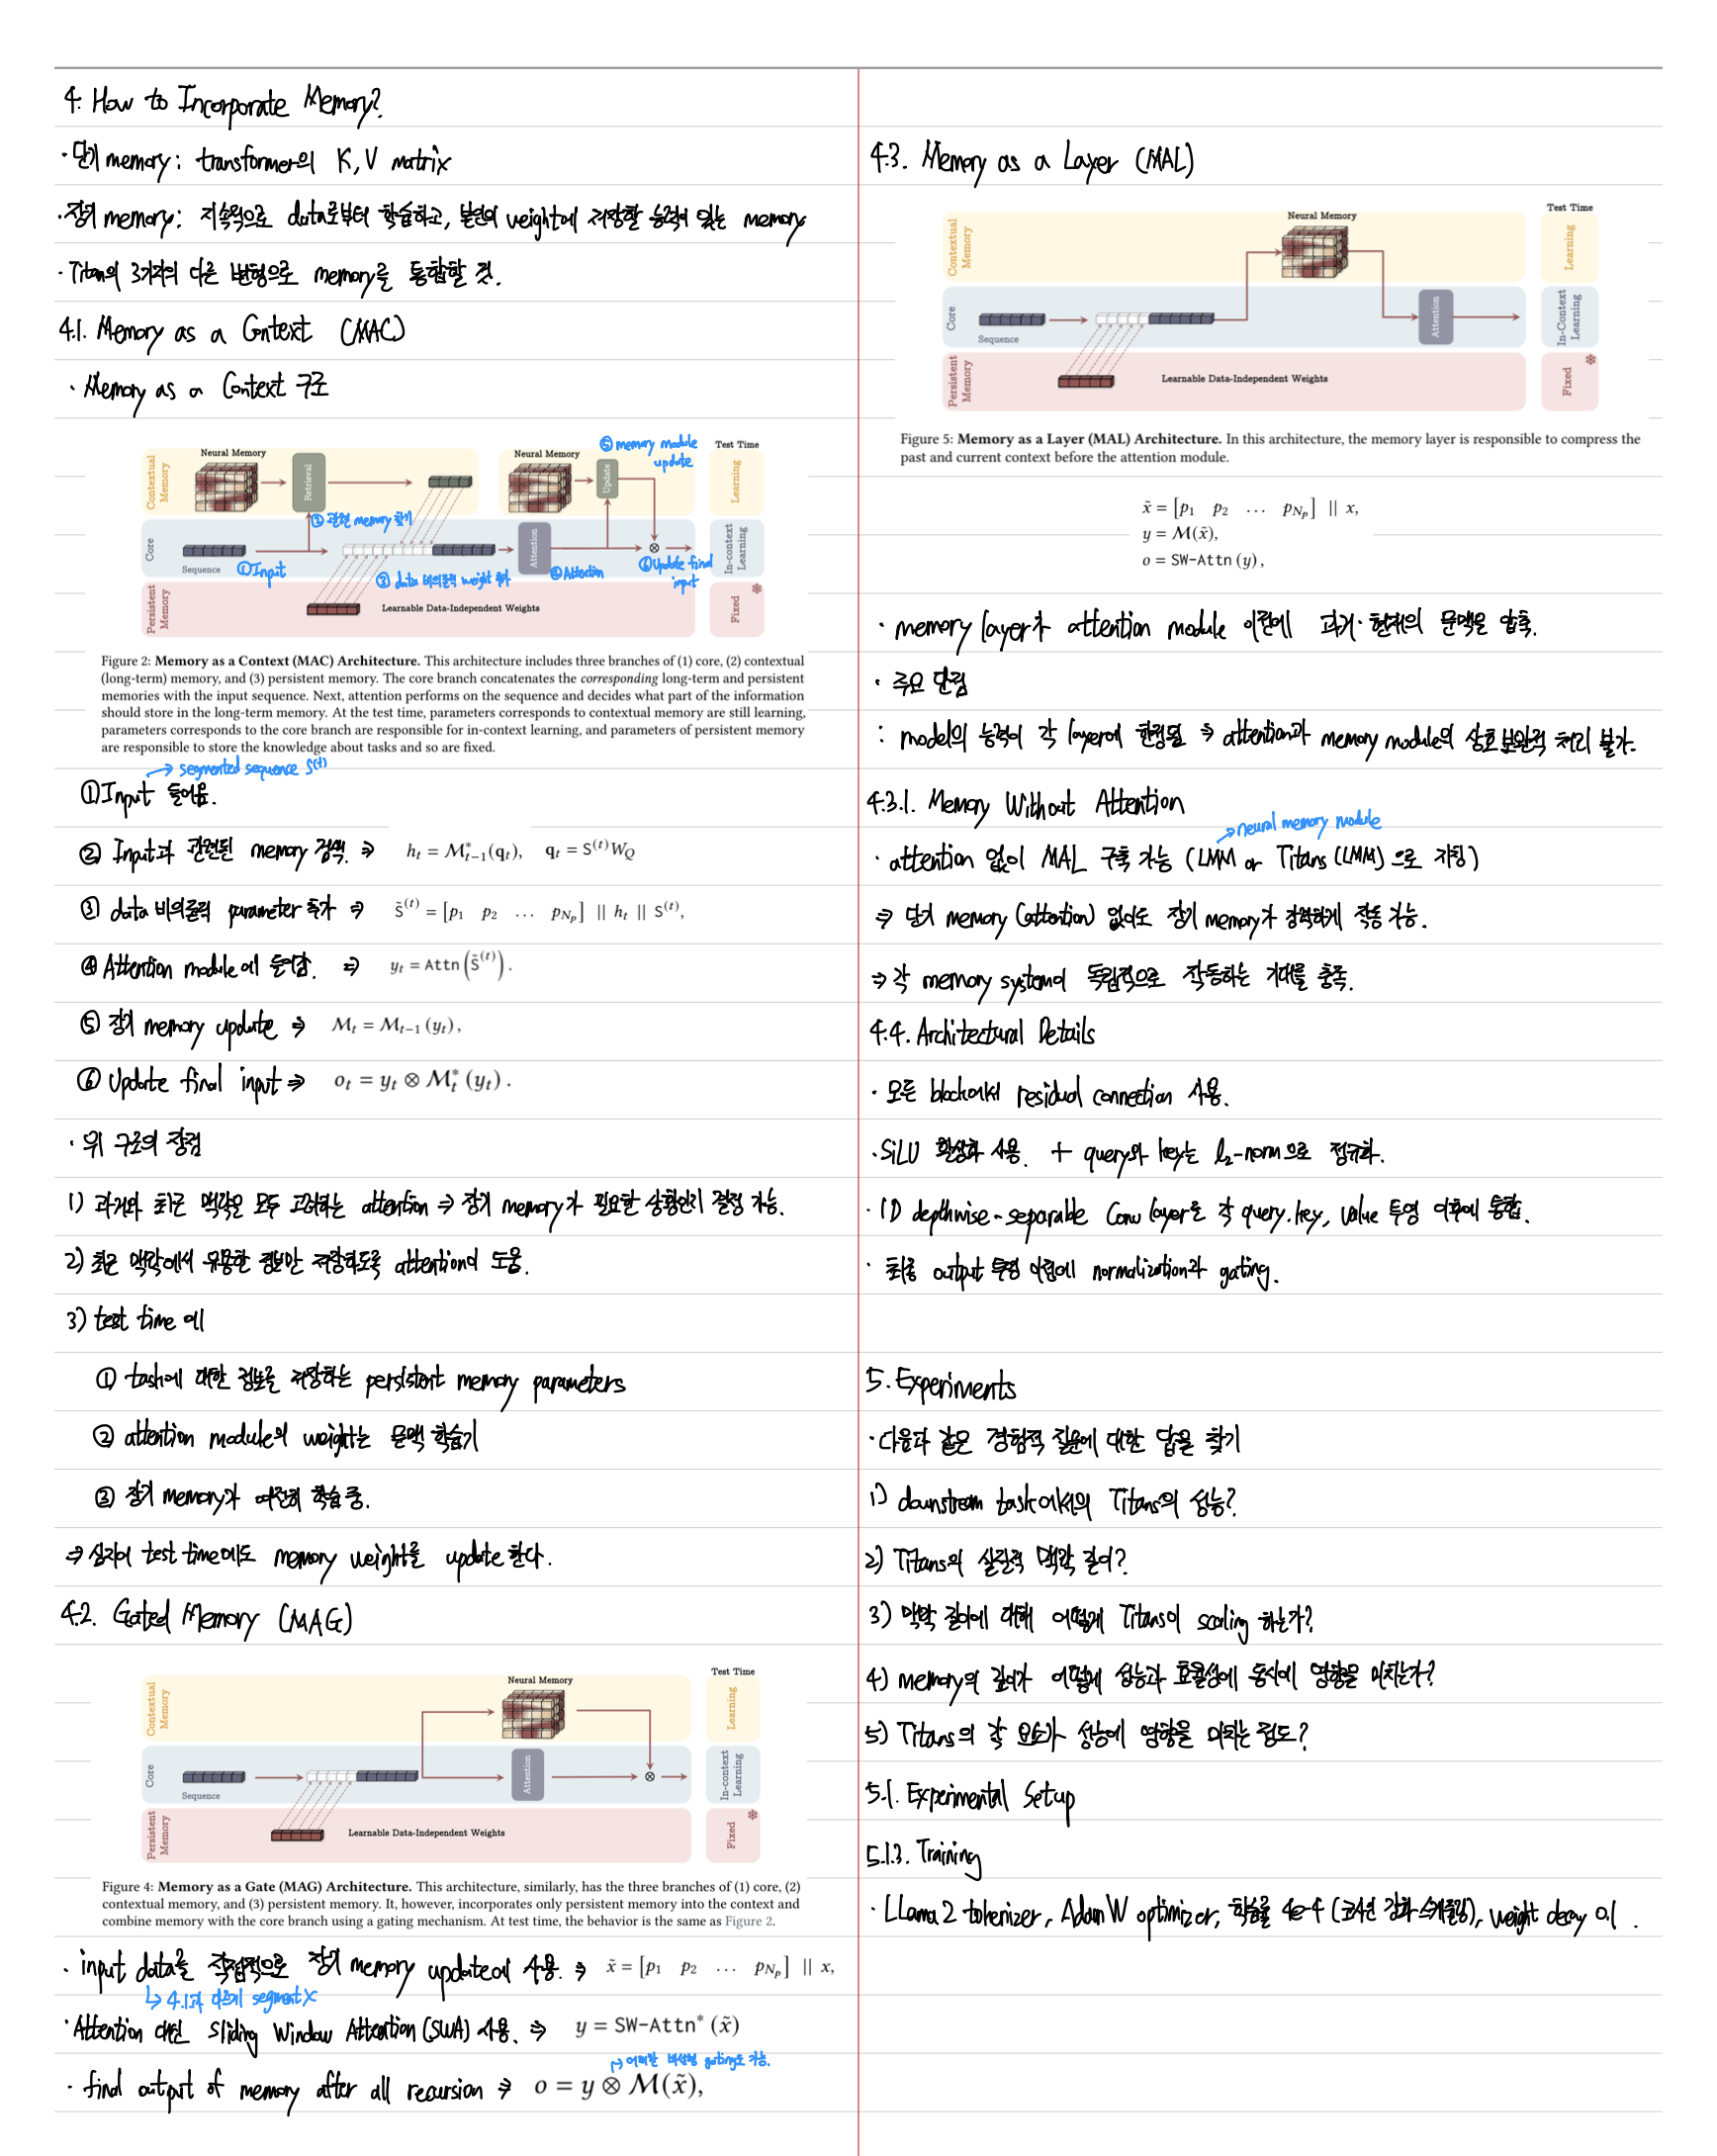 4. How to Incorporate Memory?
· 단기 memory : transformer의 K, V matrix
· 장기 memory : 지속적으로 data로부터 학습하고, 본인의 weight에 저장할 능력이 있는 memory
· Titan의 3가지의 다른 변형으로 memory를 통합할 것.
4.1. Memory as a Context (MAC)
· Memory as a Context 구조
Contextual Memory
Neural Memory
Retrieval
Neural Memory
Update
⑤ memory module
update
Test Time
Learning
② 관련 memory 찾기
Core
Sequence
① Input
③ data 비의존적 weight 추가
Attention
④ Attention
⊗
⑥ Update final
input
In-context Learning
Persistent Memory
Learnable Data-Independent Weights
Fixed
Figure 2: Memory as a Context (MAC) Architecture. This architecture includes three branches of (1) core, (2) contextual
(long-term) memory, and (3) persistent memory. The core branch concatenates the corresponding long-term and persistent
memories with the input sequence. Next, attention performs on the sequence and decides what part of the information
should store in the long-term memory. At the test time, parameters corresponds to contextual memory are still learning,
parameters corresponds to the core branch are responsible for in-context learning, and parameters of persistent memory
are responsible to store the knowledge about tasks and so are fixed.
→ segmented sequence S⁽ᵗ⁾
① Input 들어옴.
② Input과 관련된 memory 검색. ⇒ h_t = M*_{t−1}(q_t), q_t = S^(t) W_Q
③ data 비의존적 parameter 추가 ⇒ S̃^(t) = [p_1 p_2 … p_{N_p}] || h_t || S^(t),
④ Attention module에 들어감. ⇒ y_t = Attn(S̃^(t)).
⑤ 장기 memory update ⇒ M_t = M_{t−1}(y_t),
⑥ Update final input ⇒ o_t = y_t ⊗ M*_t(y_t).
· 위 구조의 장점
1) 과거와 최근 맥락을 모두 고려하는 attention ⇒ 장기 memory가 필요한 상황인지 결정 가능.
2) 최근 맥락에서 유용한 정보만 저장하도록 attention이 도움.
3) test time 에
① task에 대한 정보를 저장하는 persistent memory parameters
② attention module의 weight는 문맥 학습기
③ 장기 memory가 여전히 학습 중.
⇒ 심지어 test time에도 memory weight를 update 한다.
4.2. Gated Memory (MAG)
Contextual Memory
Neural Memory
Test Time
Learning
Core
Sequence
Attention
⊗
In-context Learning
Persistent Memory
Learnable Data-Independent Weights
Fixed
Figure 4: Memory as a Gate (MAG) Architecture. This architecture, similarly, has the three branches of (1) core, (2)
contextual memory, and (3) persistent memory. It, however, incorporates only persistent memory into the context and
combine memory with the core branch using a gating mechanism. At test time, the behavior is the same as Figure 2.
· input data를 직접적으로 장기 memory update에 사용. ⇒ x̃ = [p_1 p_2 … p_{N_p}] || x,
↳ 4.1과 다르게 segment X
· Attention 대신 Sliding Window Attention (SWA) 사용. ⇒ y = SW-Attn*(x̃)
↱ 어떠한 비선형 gating도 가능.
· final output of memory after all recursion ⇒ o = y ⊗ M(x̃),
4.3. Memory as a Layer (MAL)
Contextual Memory
Neural Memory
Test Time
Learning
Core
Sequence
Attention
In-Context Learning
Persistent Memory
Learnable Data-Independent Weights
Fixed
Figure 5: Memory as a Layer (MAL) Architecture. In this architecture, the memory layer is responsible to compress the
past and current context before the attention module.
x̃ = [p_1 p_2 … p_{N_p}] || x,
y = M(x̃),
o = SW-Attn(y),
· memory layer가 attention module 이전에 과거·현재의 문맥을 압축.
· 주요 단점
: model의 능력이 각 layer에 한정됨 ⇒ attention과 memory module의 상호보완적 처리 불가.
4.3.1. Memory Without Attention
→ neural memory module
· attention 없이 MAL 구축 가능 (LMM or Titans (LMM) 으로 지칭)
⇒ 단기 memory (attention) 없이도 장기 memory가 강력하게 작동 가능.
⇒ 각 memory system이 독립적으로 작동하는 기대를 충족.
4.4. Architectural Details
· 모든 block에서 residual connection 사용.
· SiLU 활성화 사용. + query와 key는 l₂-norm으로 정규화.
· 1D depthwise-separable Conv layer를 각 query, key, value 투영 이후에 통합.
· 최종 output 투영 이전에 normalization과 gating.
5. Experiments
· 다음과 같은 경험적 질문에 대한 답을 찾기
1) downstream task에서의 Titans의 성능?
2) Titans의 실질적 맥락 길이?
3) 맥락 길이에 대해 어떻게 Titans이 scaling 하는가?
4) memory의 깊이가 어떻게 성능과 효율성에 동시에 영향을 미치는가?
5) Titans의 각 요소가 성능에 영향을 미치는 정도?
5.1. Experimental Setup
5.1.3. Training
· LLama 2 tokenizer, AdamW optimizer, 학습률 4e-4 (코사인 감쇠 스케줄링), weight decay 0.1 .